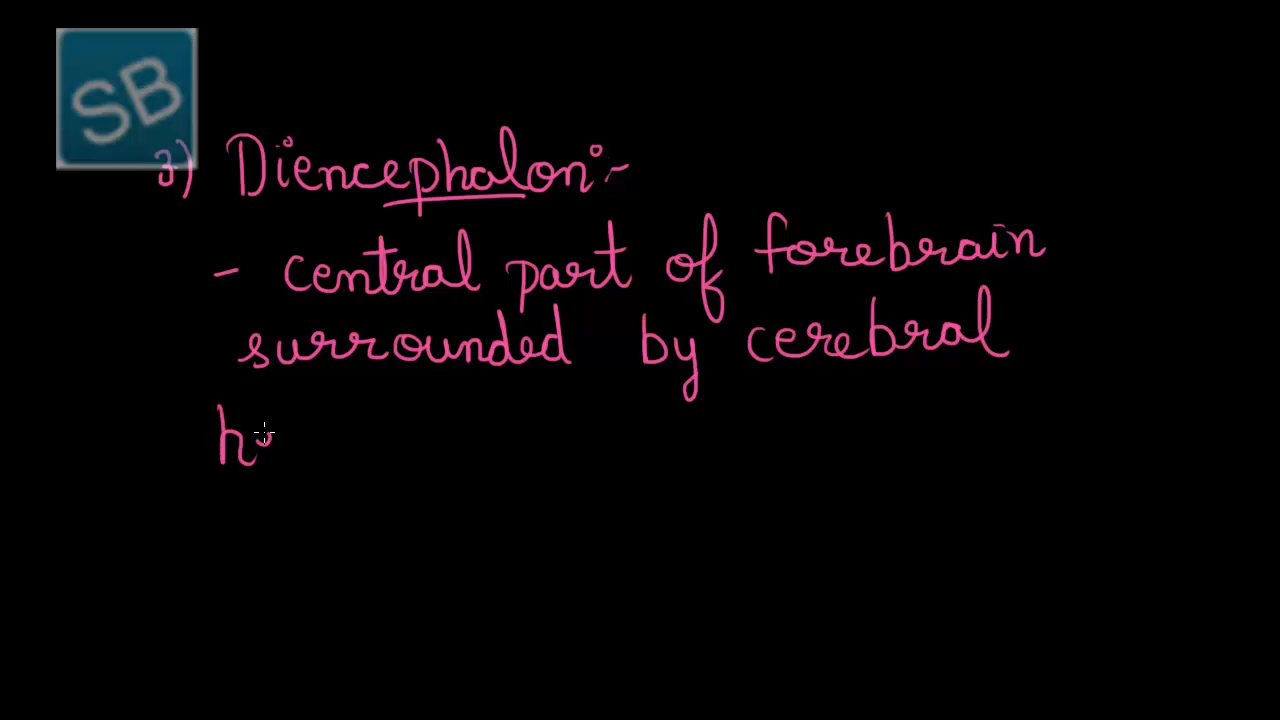 SB
3) Diencephalon:-
- central part of forebrain
surrounded by cerebral